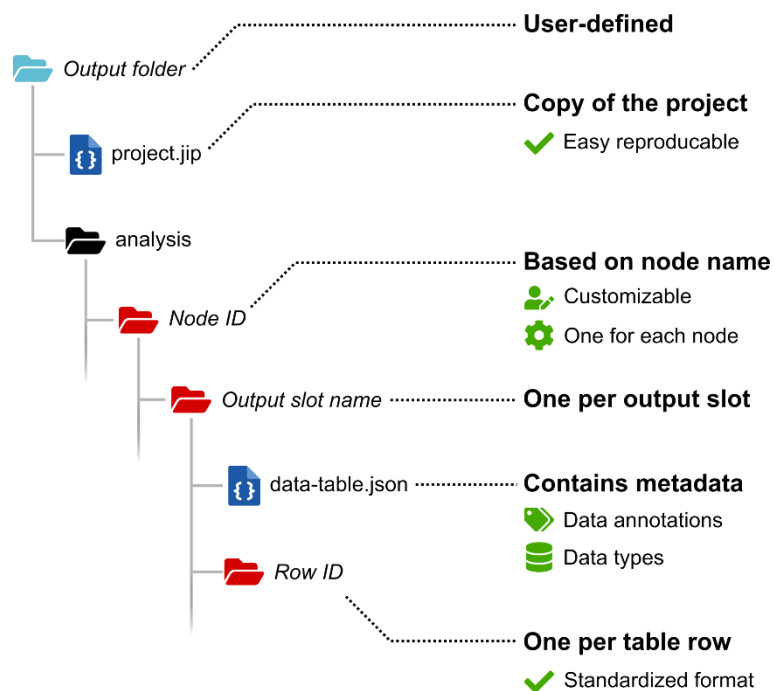 User-defined
Output folder
Copy of the project
project.jip
Easy reproducable
analysis
Based on node name
Customizable
Node ID
One for each node
Output slot name
One per output slot
data-table.json
Contains metadata
Data annotations
Data types
Row ID
One per table row
Standardized format